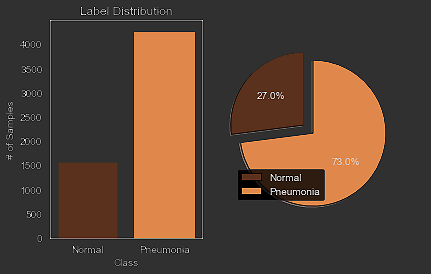 Label Distribution
4000
3500
3000
2500
2000
1500
1000
500
0
# of Samples
Normal Pneumonia
Class
27.0%
73.0%
Normal
Pneumonia